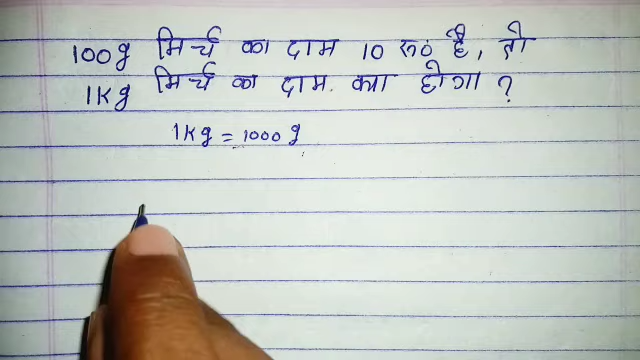 100g मिर्च का दाम 10 रू० है, तो
1Kg मिर्च का दाम क्या होगा ?
1Kg = 1000 g